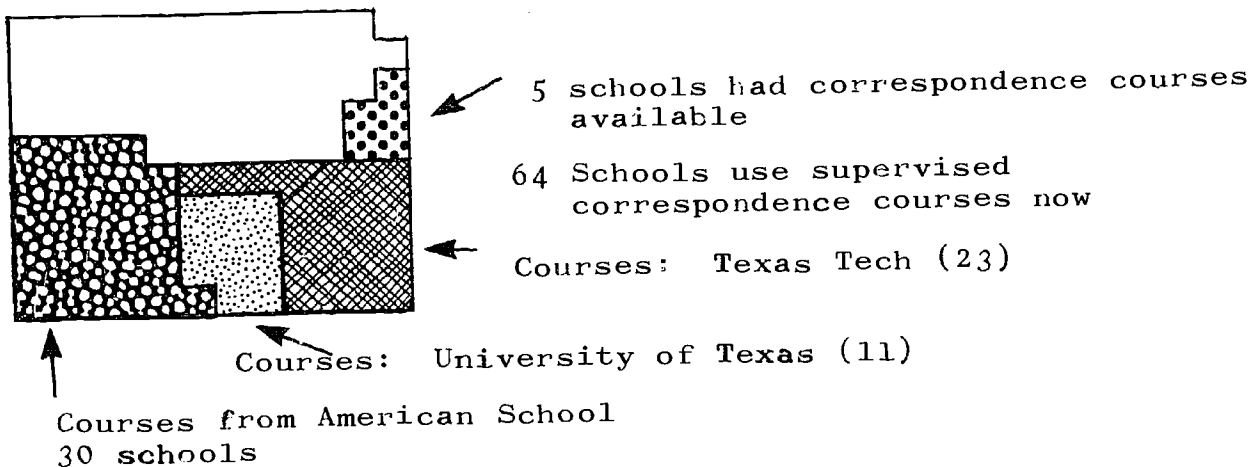 5 schools had correspondence courses
available
64 Schools use supervised
correspondence courses now
Courses: Texas Tech (23)
Courses: University of Texas (11)
Courses from American School
30 schools